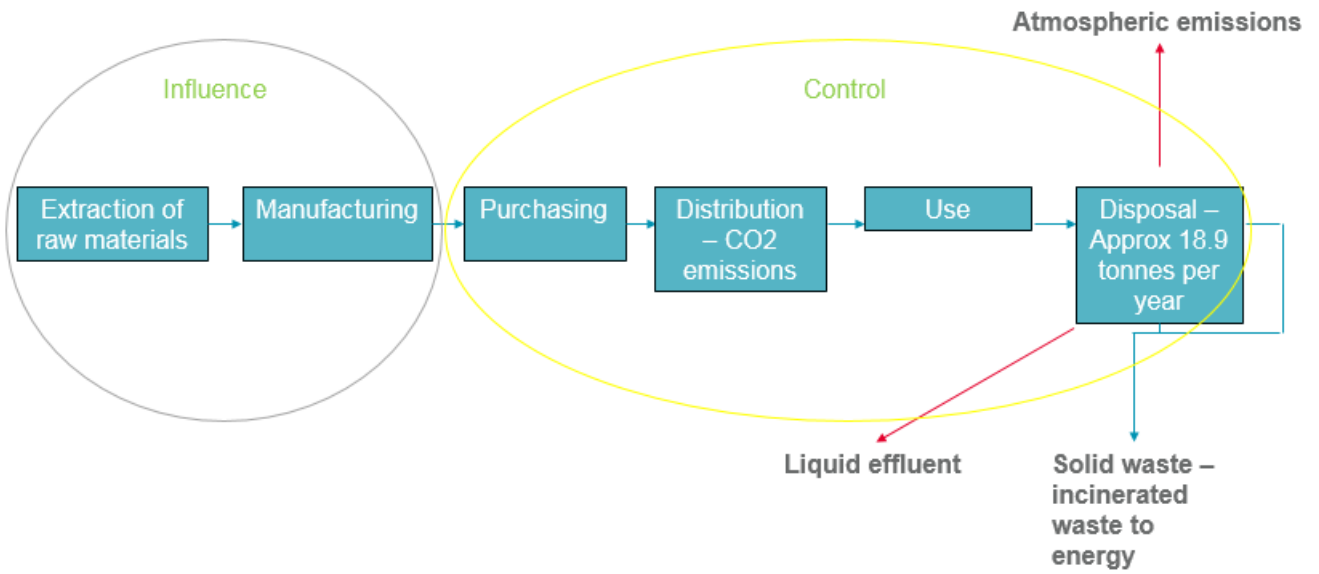 Atmospheric emissions
Influence
Control
Extraction of
raw materials
Manufacturing
Purchasing
Distribution
– CO2
emissions
Use
Disposal –
Approx 18.9
tonnes per
year
Liquid effluent
Solid waste –
incinerated
waste to
energy